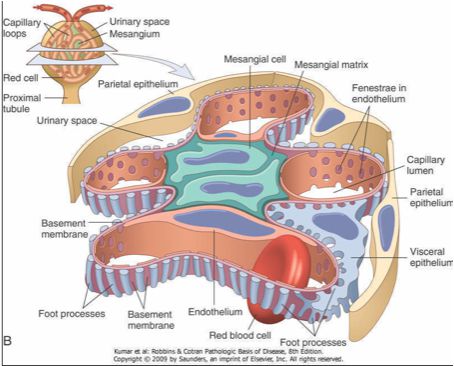 Capillary
loops
Urinary space
Mesangium
Red cell
Proximal
tubule
Parietal epithelium
Urinary space
Mesangial cell
Mesangial matrix
Fenestrae in
endothelium
Capillary
lumen
Parietal
epithelium
Visceral
epithelium
Basement
membrane
Foot processes
Basement
membrane
Endothelium
Red blood cell
Foot processes
B
Kumar et al: Robbins & Cotran Pathologic Basis of Disease, 8th Edition.
Copyright © 2009 by Saunders, an imprint of Elsevier, Inc. All rights reserved.